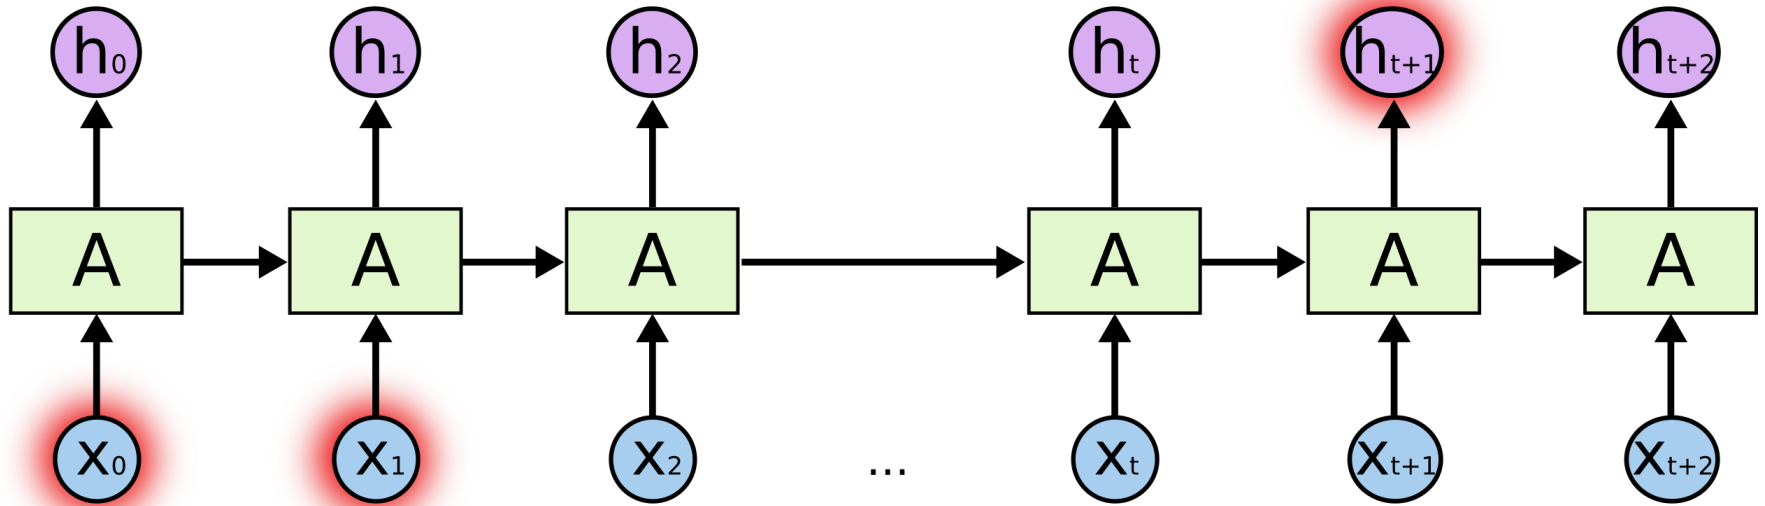 h₀ h₁ h₂ hₜ hₜ₊₁ hₜ₊₂
A A A A A A
x₀ x₁ x₂ ... xₜ xₜ₊₁ xₜ₊₂